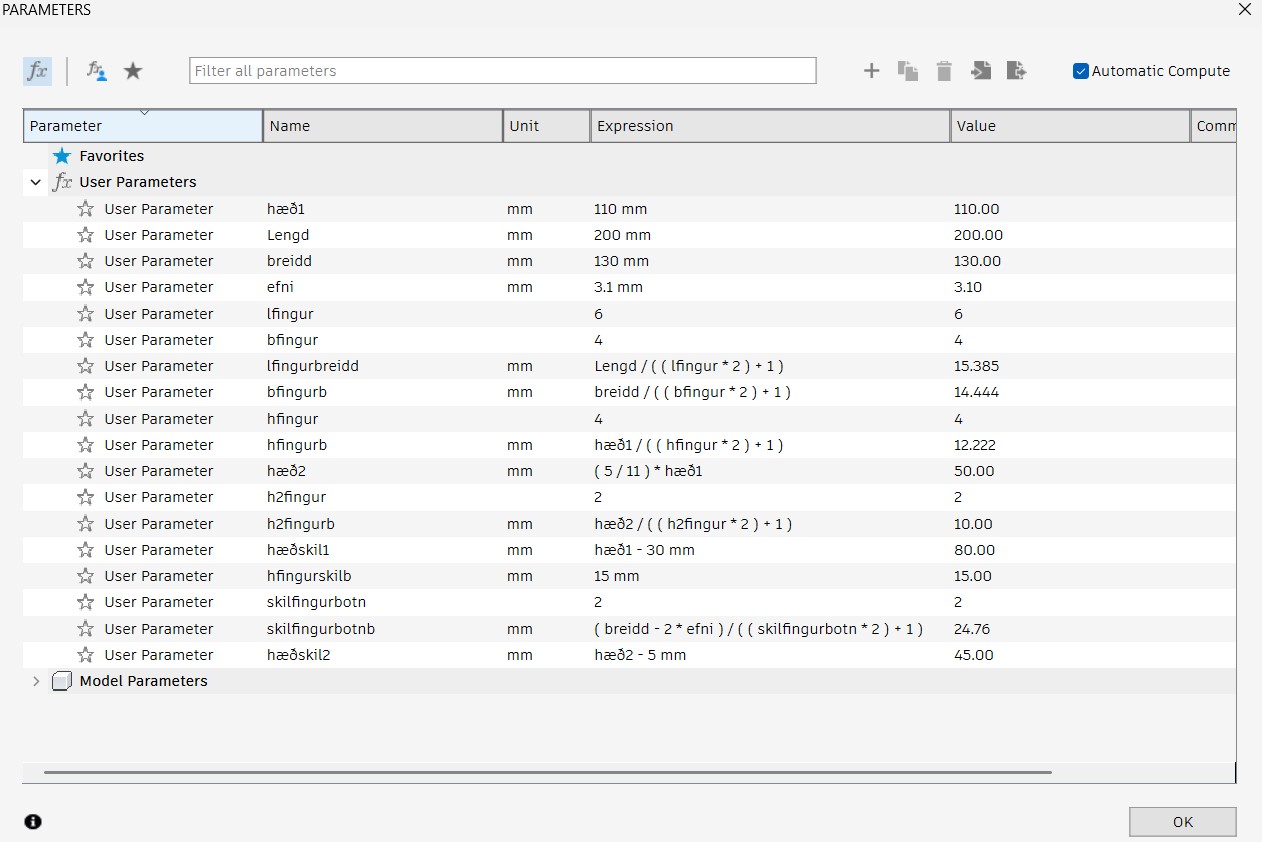 PARAMETERS
fx fx Filter all parameters Automatic Compute
Parameter Name Unit Expression Value Comm
Favorites
fx User Parameters
User Parameter hæð1 mm 110 mm 110.00
User Parameter Lengd mm 200 mm 200.00
User Parameter breidd mm 130 mm 130.00
User Parameter efni mm 3.1 mm 3.10
User Parameter lfingur 6 6
User Parameter bfingur 4 4
User Parameter lfingurbreidd mm Lengd / ( ( lfingur * 2 ) + 1 ) 15.385
User Parameter bfingurb mm breidd / ( ( bfingur * 2 ) + 1 ) 14.444
User Parameter hfingur 4 4
User Parameter hfingurb mm hæð1 / ( ( hfingur * 2 ) + 1 ) 12.222
User Parameter hæð2 mm ( 5 / 11 ) * hæð1 50.00
User Parameter h2fingur 2 2
User Parameter h2fingurb mm hæð2 / ( ( h2fingur * 2 ) + 1 ) 10.00
User Parameter hæðskil1 mm hæð1 - 30 mm 80.00
User Parameter hfingurskilb mm 15 mm 15.00
User Parameter skilfingurbotn 2 2
User Parameter skilfingurbotnb mm ( breidd - 2 * efni ) / ( ( skilfingurbotn * 2 ) + 1 ) 24.76
User Parameter hæðskil2 mm hæð2 - 5 mm 45.00
Model Parameters
OK